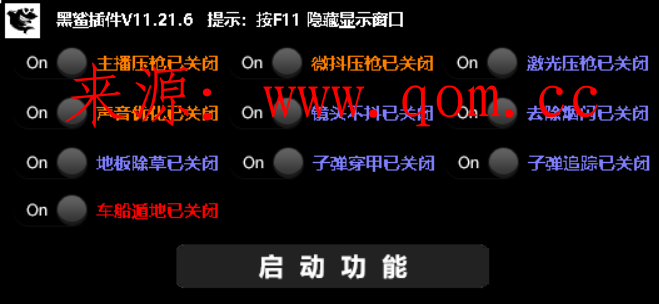 黑鲨插件V11.21.6 提示：按F11 隐藏显示窗口
On 主播压枪已关闭 On 微抖压枪已关闭 On 激光压枪已关闭
来源：www.qom.cc
On 声音优化已关闭 On 镜头不抖已关闭 On 去除烟闪已关闭
On 地板除草已关闭 On 子弹穿甲已关闭 On 子弹追踪已关闭
On 车船遁地已关闭
启动功能